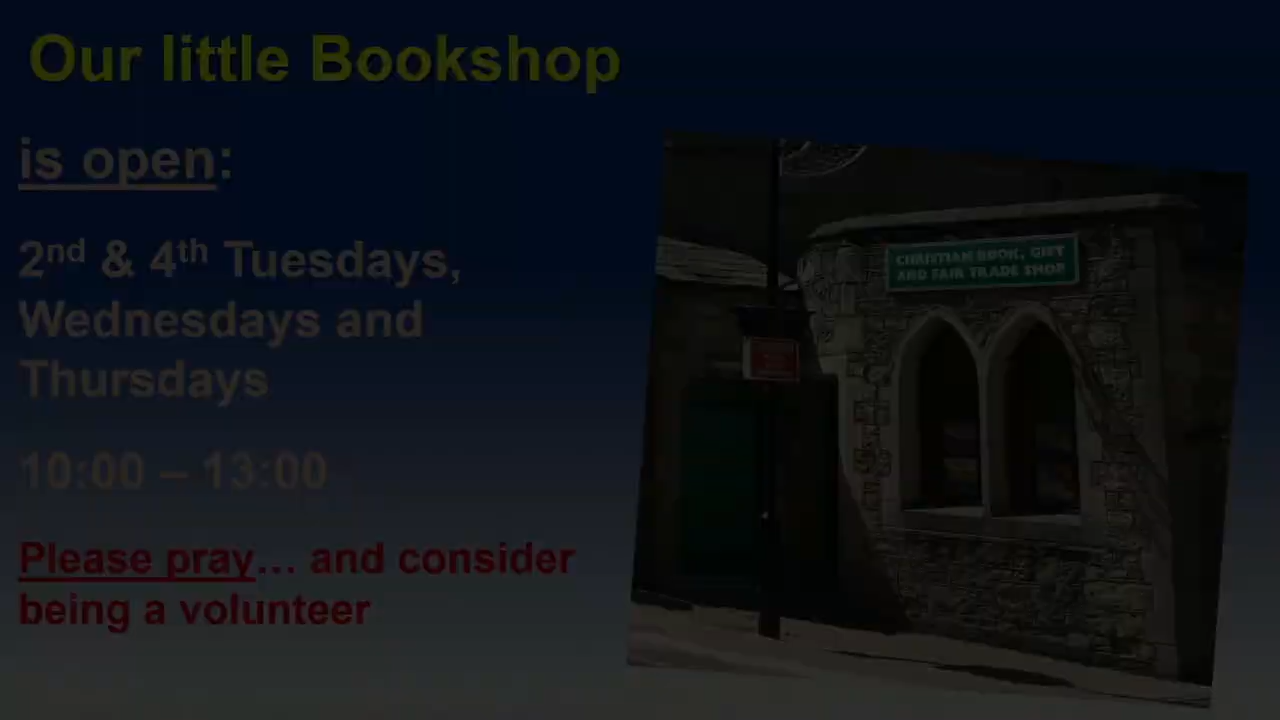 Our little Bookshop
is open:
2nd & 4th Tuesdays,
Wednesdays and
Thursdays
10:00 – 13:00
Please pray... and consider
being a volunteer
CHRISTIAN BOOK, GIFT
AND FAIR TRADE SHOP